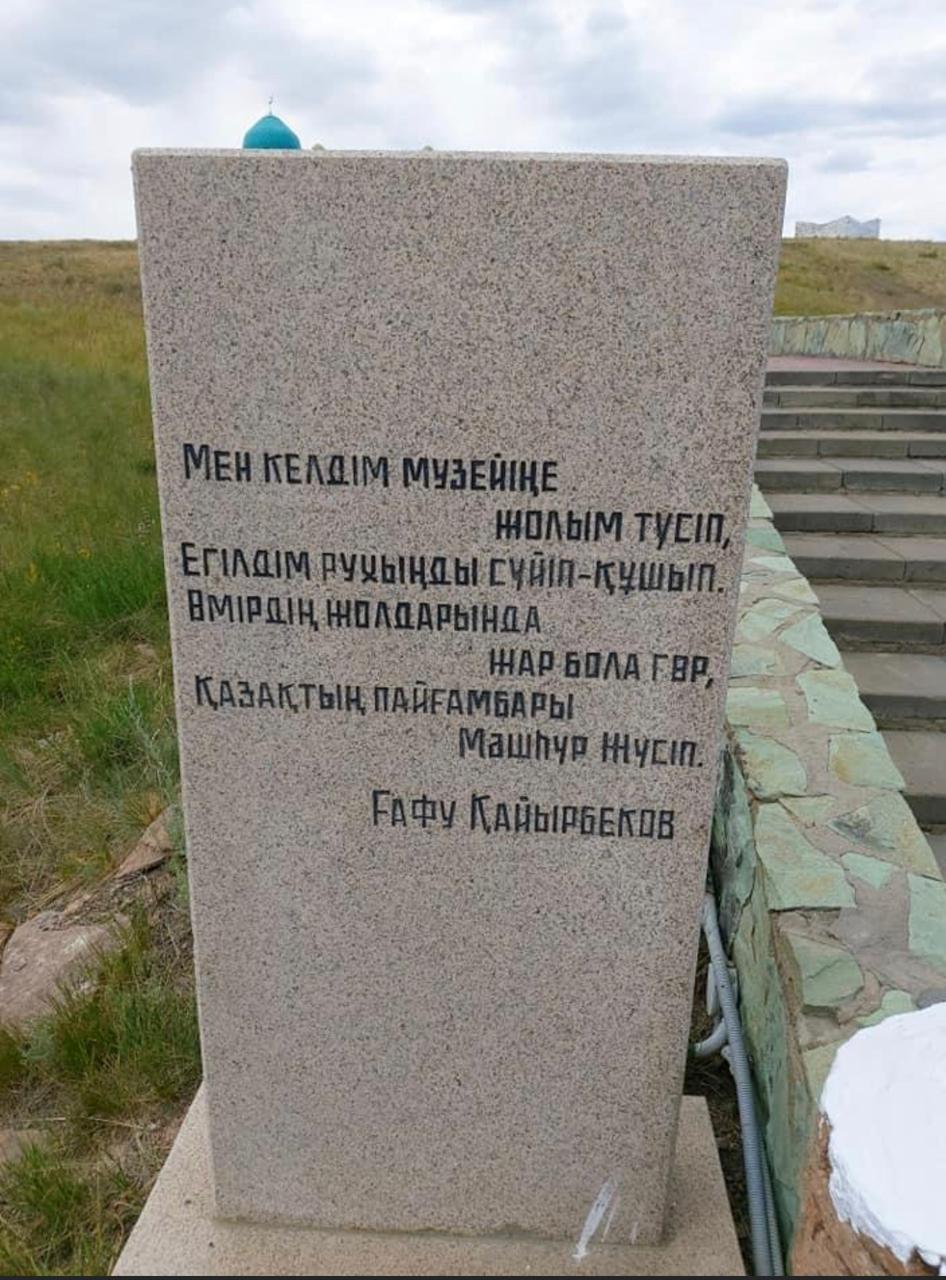 Мен келдім музейіңе
жолым түсіп,
Егілдім рухыңды сүйіп-құшып.
Өмірдің жолдарында
жар бола гөр,
Қазақтың пайғамбары
Машһүр Жүсіп.
Ғафу Қайырбеков